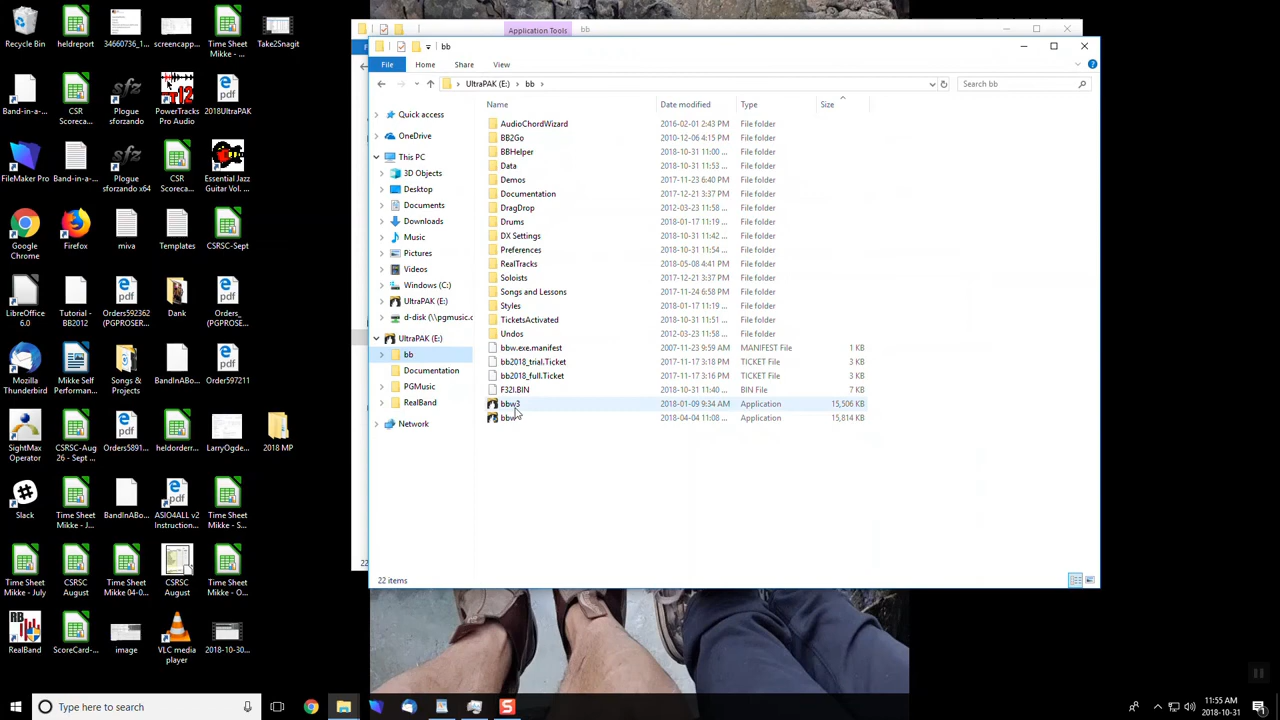 Application Tools
bb
bb
File
Home
Share
View
UltraPAK (E:)
bb
Search bb
Name
Date modified
Type
Size
Quick access
OneDrive
This PC
3D Objects
Desktop
Documents
Downloads
Music
Pictures
Videos
Windows (C:)
UltraPAK (E:)
d-disk (\\pgmusic.c
UltraPAK (E:)
bb
Documentation
PGMusic
RealBand
Network
AudioChordWizard 2016-02-01 2:43 PM File folder
BB2Go 2010-12-06 4:15 PM File folder
BBHelper 2018-10-31 11:00 ... File folder
Data 2018-10-31 11:53 ... File folder
Demos 2017-11-23 6:40 PM File folder
Documentation 2017-12-21 3:37 PM File folder
DragDrop 2012-03-23 11:58 ... File folder
Drums 2018-01-17 11:19 ... File folder
DX Settings 2018-10-31 11:42 ... File folder
Preferences 2018-10-31 11:54 ... File folder
RealTracks 2018-05-08 4:41 PM File folder
Soloists 2017-12-21 3:37 PM File folder
Songs and Lessons 2017-11-24 6:58 PM File folder
Styles 2018-01-17 11:19 ... File folder
TicketsActivated 2018-10-31 11:51 ... File folder
Undos 2012-03-23 11:58 ... File folder
bbw.exe.manifest 2007-11-23 9:59 AM MANIFEST File 1 KB
bb2018_trial.Ticket 2017-11-17 3:18 PM TICKET File 3 KB
bb2018_full.Ticket 2017-11-17 3:16 PM TICKET File 3 KB
F32I.BIN 2018-10-31 11:40 ... BIN File 7 KB
bbw3 2018-01-09 9:34 AM Application 15,506 KB
2018-04-04 11:08 ... Application 15,814 KB
22 items
22
Recycle Bin
heldreport
34660736_1...
screencapp...
Time Sheet Mikke - ...
Take2Snagit
Band-in-a-...
CSR Scoreca...
Plogue sforzando
PowerTracks Pro Audio
2018UltraPAK
FileMaker Pro
Band-in-a-...
Plogue sforzando x64
CSR Scoreca...
Essential Jazz Guitar Vol. ...
Google Chrome
Firefox
miva
Templates
CSRSC-Sept
LibreOffice 6.0
Tutorial - BB2012
Orders592362 (PGPROSER...
Dank
Orders_ (PGPROSER...
Mozilla Thunderbird
Mikke Self Performan...
Songs & Projects
BandInABo...
Order597211
SightMax Operator
CSRSC-Aug 26 - Sept ...
Orders5891...
heldorderr...
LarryOgde...
2018 MP
Slack
Time Sheet Mikke - J...
BandInABo...
ASIO4ALL v2 Instruction...
Time Sheet Mikke - S...
Time Sheet Mikke - July
CSRSC August
Time Sheet Mikke 04-0...
CSRSC August
Time Sheet Mikke - O...
RealBand
ScoreCard-...
image
VLC media player
2018-10-30...
Type here to search
11:55 AM
2018-10-31